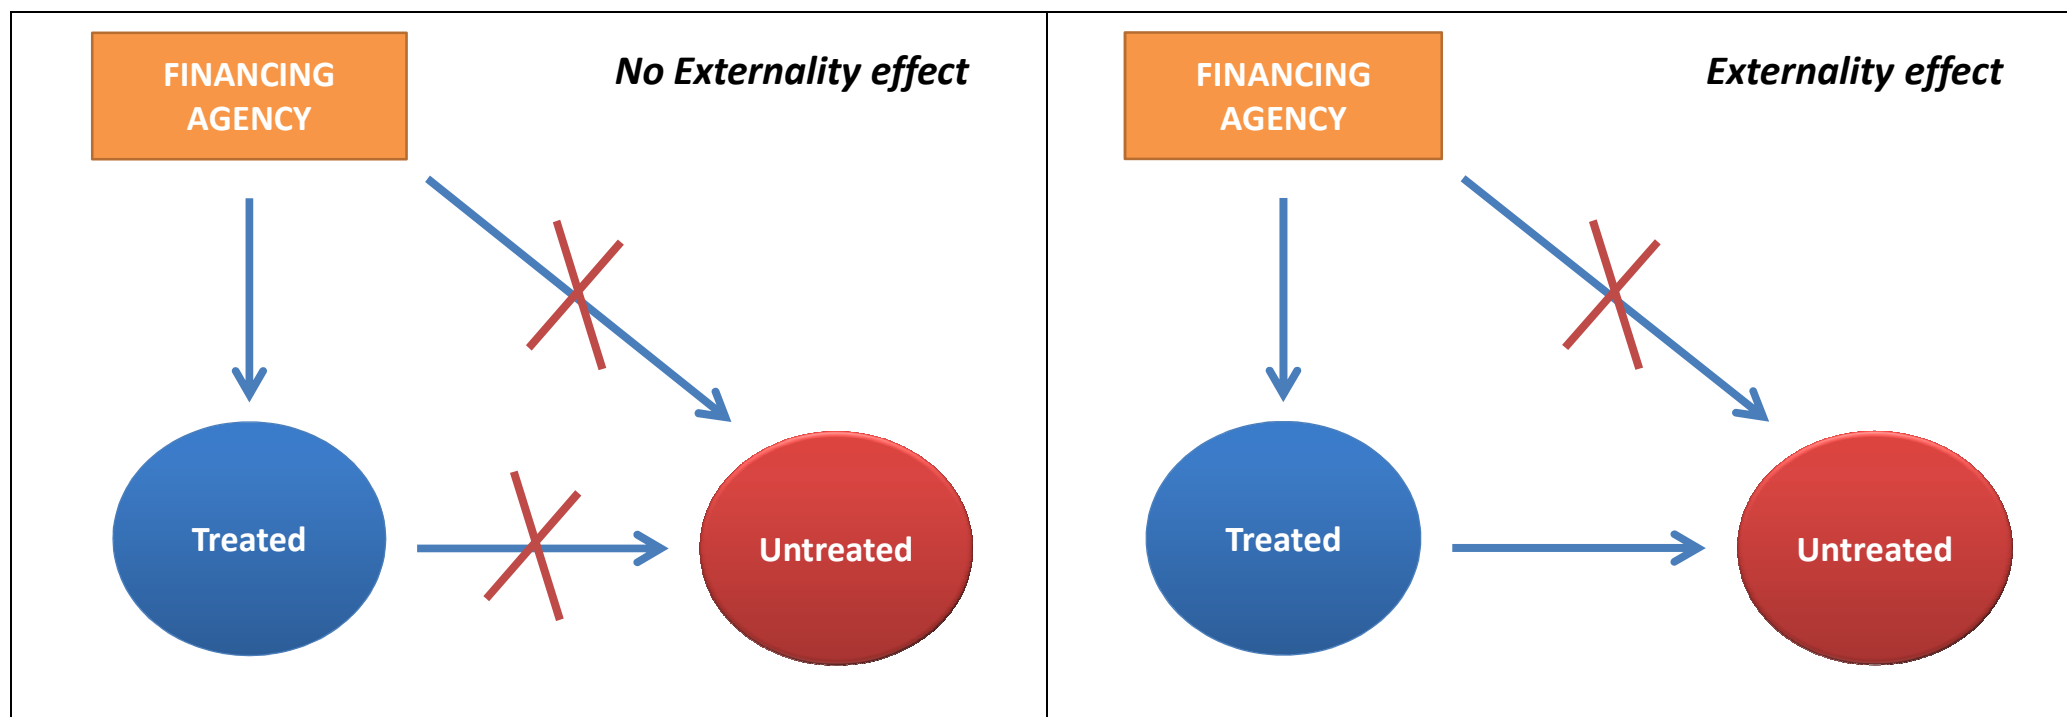 FINANCING
AGENCY
No Externality effect
Treated
Untreated
FINANCING
AGENCY
Externality effect
Treated
Untreated